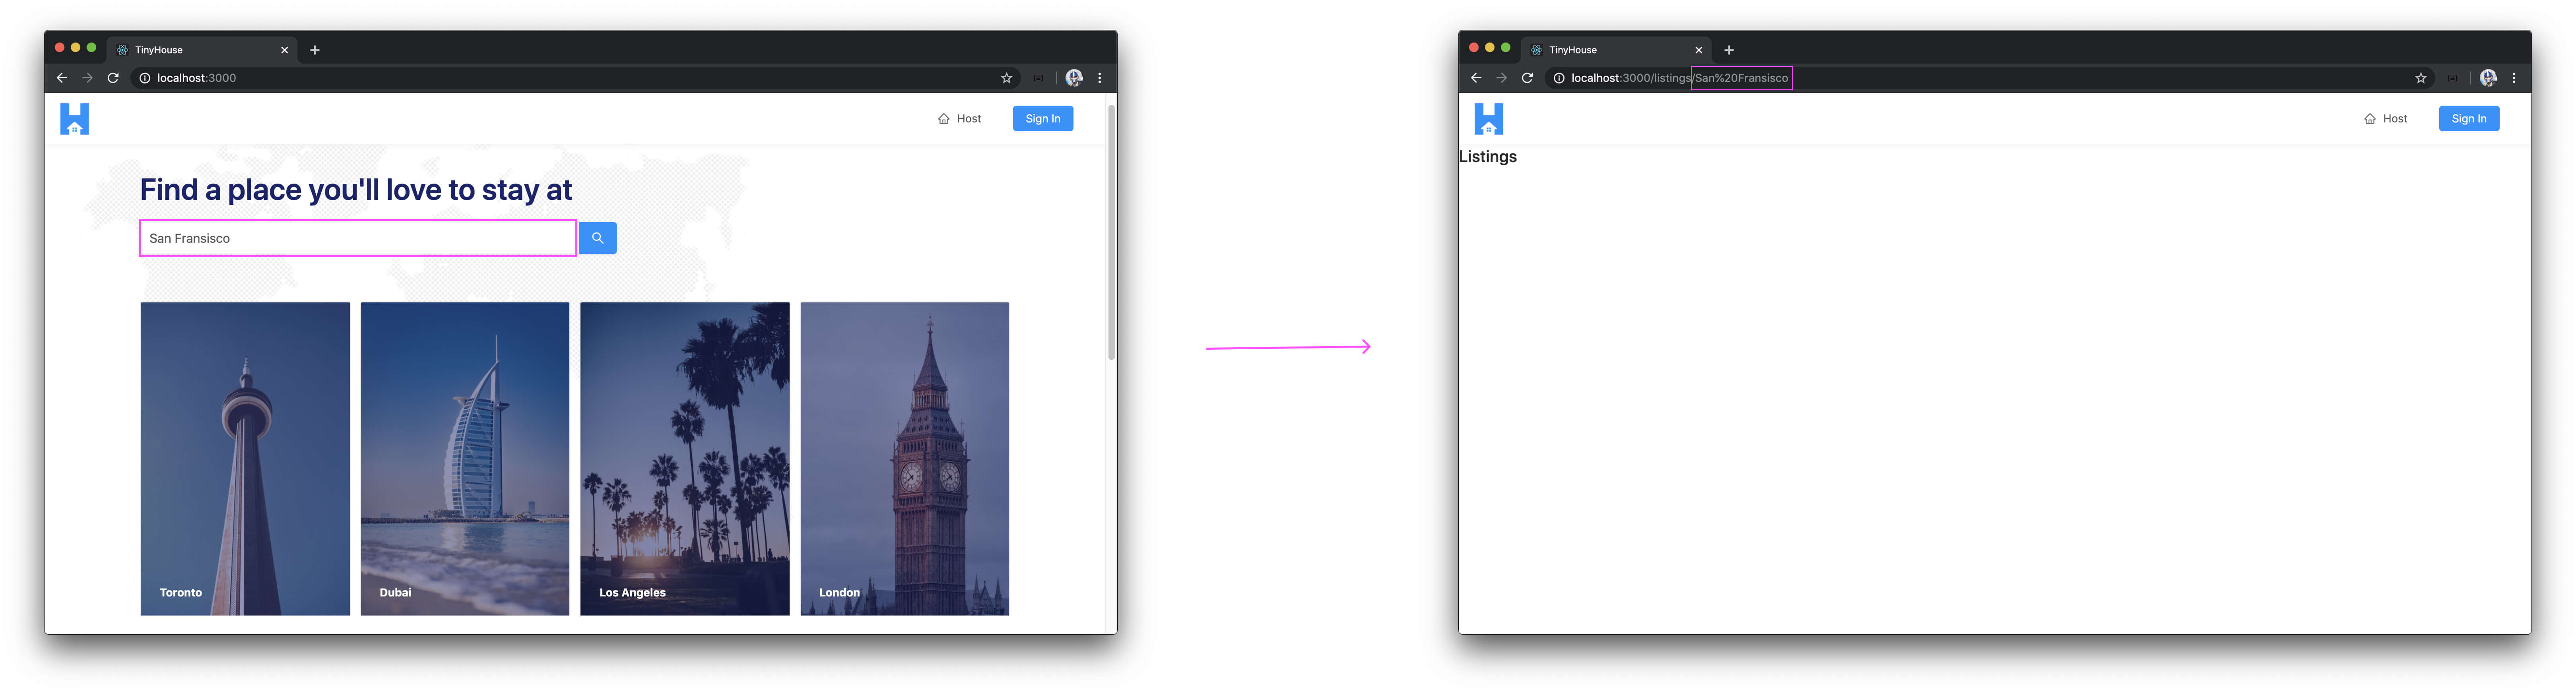 TinyHouse
localhost:3000
Host
Sign In
Find a place you'll love to stay at
San Fransisco
Toronto
Dubai
Los Angeles
London
TinyHouse
localhost:3000/listings/San%20Fransisco
Host
Sign In
Listings